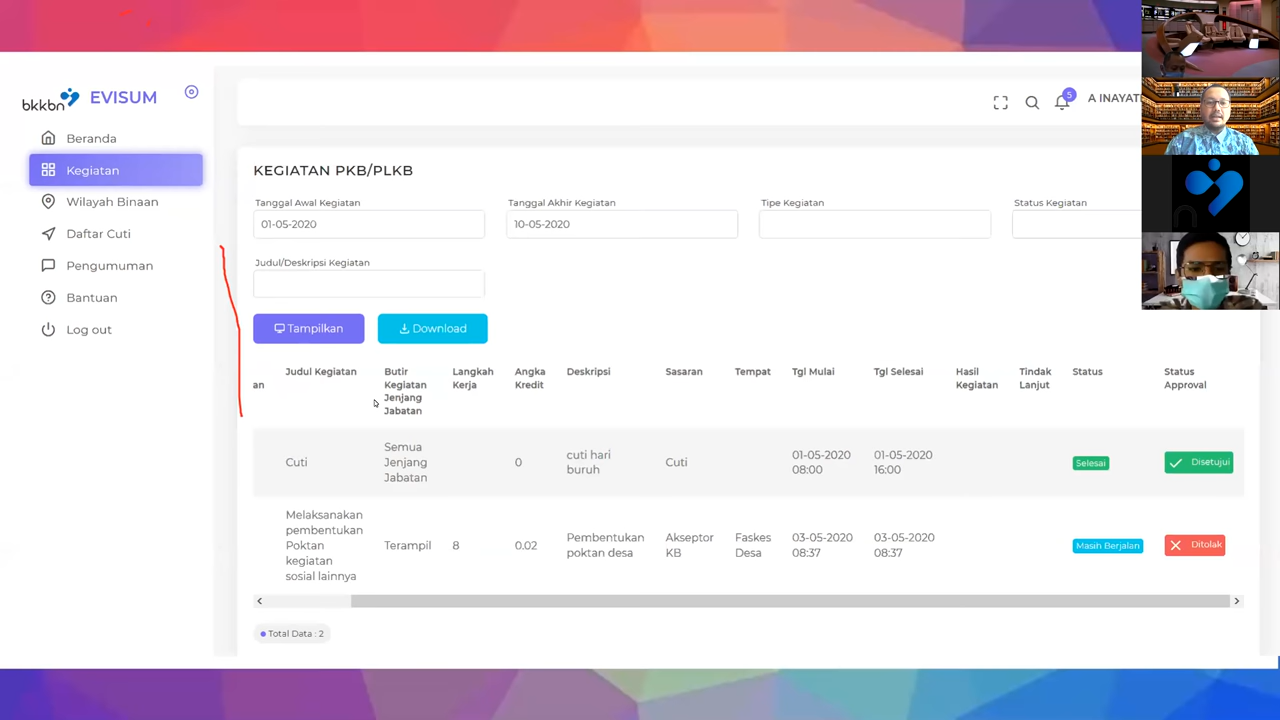 bkkbn EVISUM
Beranda
Kegiatan
Wilayah Binaan
Daftar Cuti
Pengumuman
Bantuan
Log out
5
A INAYAT
KEGIATAN PKB/PLKB
Tanggal Awal Kegiatan
01-05-2020
Tanggal Akhir Kegiatan
10-05-2020
Tipe Kegiatan
Status Kegiatan
Judul/Deskripsi Kegiatan
Tampilkan
Download
an
Judul Kegiatan
Butir
Kegiatan
Jenjang
Jabatan
Langkah
Kerja
Angka
Kredit
Deskripsi
Sasaran
Tempat
Tgl Mulai
Tgl Selesai
Hasil
Kegiatan
Tindak
Lanjut
Status
Status
Approval
Cuti
Semua
Jenjang
Jabatan
0
cuti hari
buruh
Cuti
01-05-2020
08:00
01-05-2020
16:00
Selesai
Disetujui
Melaksanakan
pembentukan
Poktan
kegiatan
sosial lainnya
Terampil
8
0.02
Pembentukan
poktan desa
Akseptor
KB
Faskes
Desa
03-05-2020
08:37
03-05-2020
08:37
Masih Berjalan
Ditolak
Total Data : 2